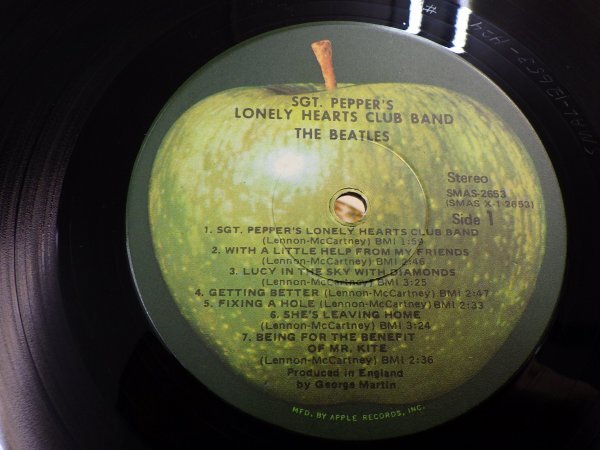 SGT. PEPPER'S
LONELY HEARTS CLUB BAND
THE BEATLES
Stereo
SMAS-2653
(SMAS X-1-2653)
Side 1
1. SGT. PEPPER'S LONELY HEARTS CLUB BAND
(Lennon-McCartney) BMI 1:59
2. WITH A LITTLE HELP FROM MY FRIENDS
(Lennon-McCartney) BMI 2:46
3. LUCY IN THE SKY WITH DIAMONDS
(Lennon-McCartney) BMI 3:25
4. GETTING BETTER (Lennon-McCartney) BMI 2:47
5. FIXING A HOLE (Lennon-McCartney) BMI 2:33
6. SHE'S LEAVING HOME
(Lennon-McCartney) BMI 3:24
7. BEING FOR THE BENEFIT
OF MR. KITE
(Lennon-McCartney) BMI 2:36
Produced in England
by George Martin
MFD. BY APPLE RECORDS, INC.